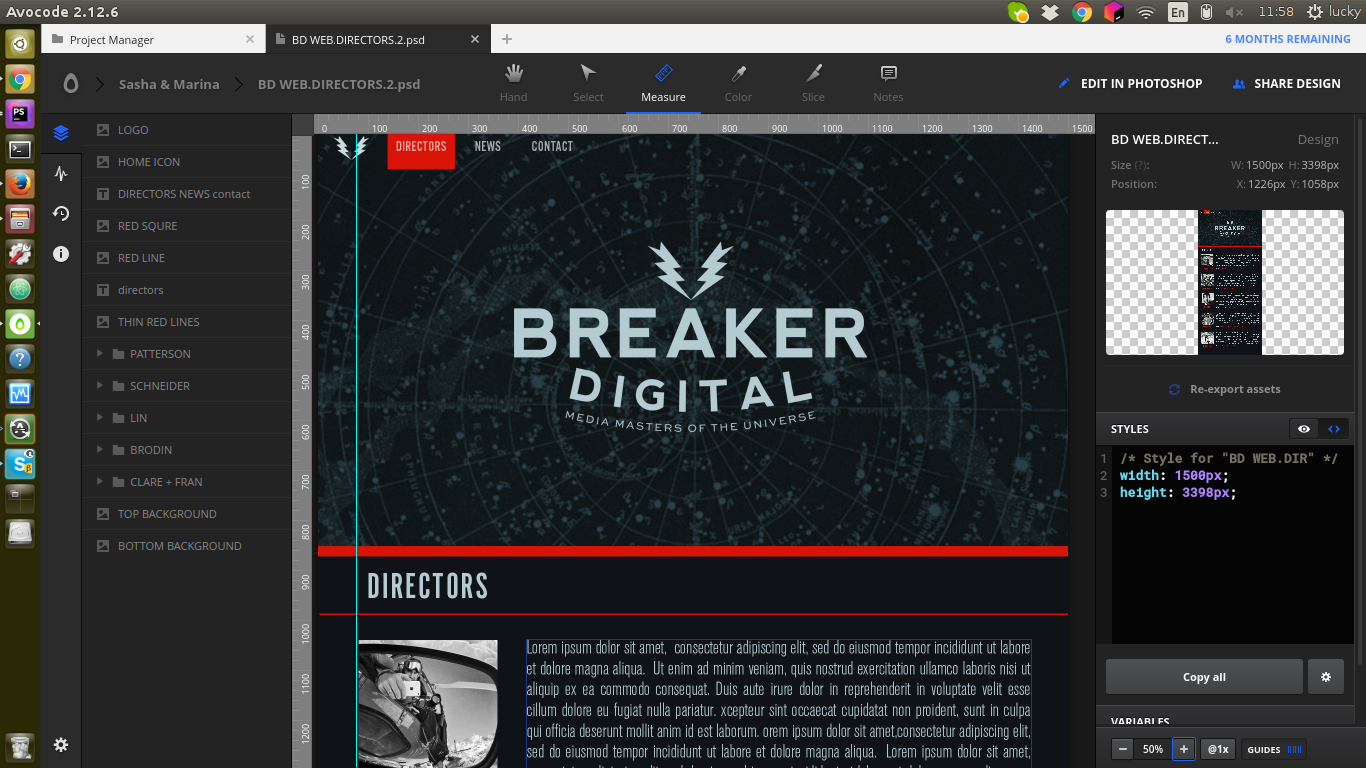 Avocode 2.12.6
En
11:58
lucky
Project Manager
BD WEB.DIRECTORS.2.psd
6 MONTHS REMAINING
Sasha & Marina
BD WEB.DIRECTORS.2.psd
Hand
Select
Measure
Color
Slice
Notes
EDIT IN PHOTOSHOP
SHARE DESIGN
LOGO
HOME ICON
DIRECTORS NEWS contact
RED SQURE
RED LINE
directors
THIN RED LINES
PATTERSON
SCHNEIDER
LIN
BRODIN
CLARE + FRAN
TOP BACKGROUND
BOTTOM BACKGROUND
0 100 200 300 400 500 600 700 800 900 1000 1100 1200 1300 1400 1500
100
200
300
400
500
600
700
800
900
1000
1100
1200
DIRECTORS
NEWS
CONTACT
BREAKER
DIGITAL
MEDIA MASTERS OF THE UNIVERSE
DIRECTORS
Lorem ipsum dolor sit amet, consectetur adipiscing elit, sed do eiusmod tempor incididunt ut labore
et dolore magna aliqua. Ut enim ad minim veniam, quis nostrud exercitation ullamco laboris nisi ut
aliquip ex ea commodo consequat. Duis aute irure dolor in reprehenderit in voluptate velit esse
cillum dolore eu fugiat nulla pariatur. xcepteur sint occaecat cupidatat non proident, sunt in culpa
qui officia deserunt mollit anim id est laborum. orem ipsum dolor sit amet,consectetur adipiscing elit,
sed do eiusmod tempor incididunt ut labore et dolore magna aliqua. Lorem ipsum dolor sit amet,
BD WEB.DIRECT...
Design
Size (?):
W: 1500px H: 3398px
Position:
X: 1226px Y: 1058px
BREAKER
Re-export assets
STYLES
1 /* Style for "BD WEB.DIR" */
2 width: 1500px;
3 height: 3398px;
Copy all
VARIABLES
50%
@1x
GUIDES